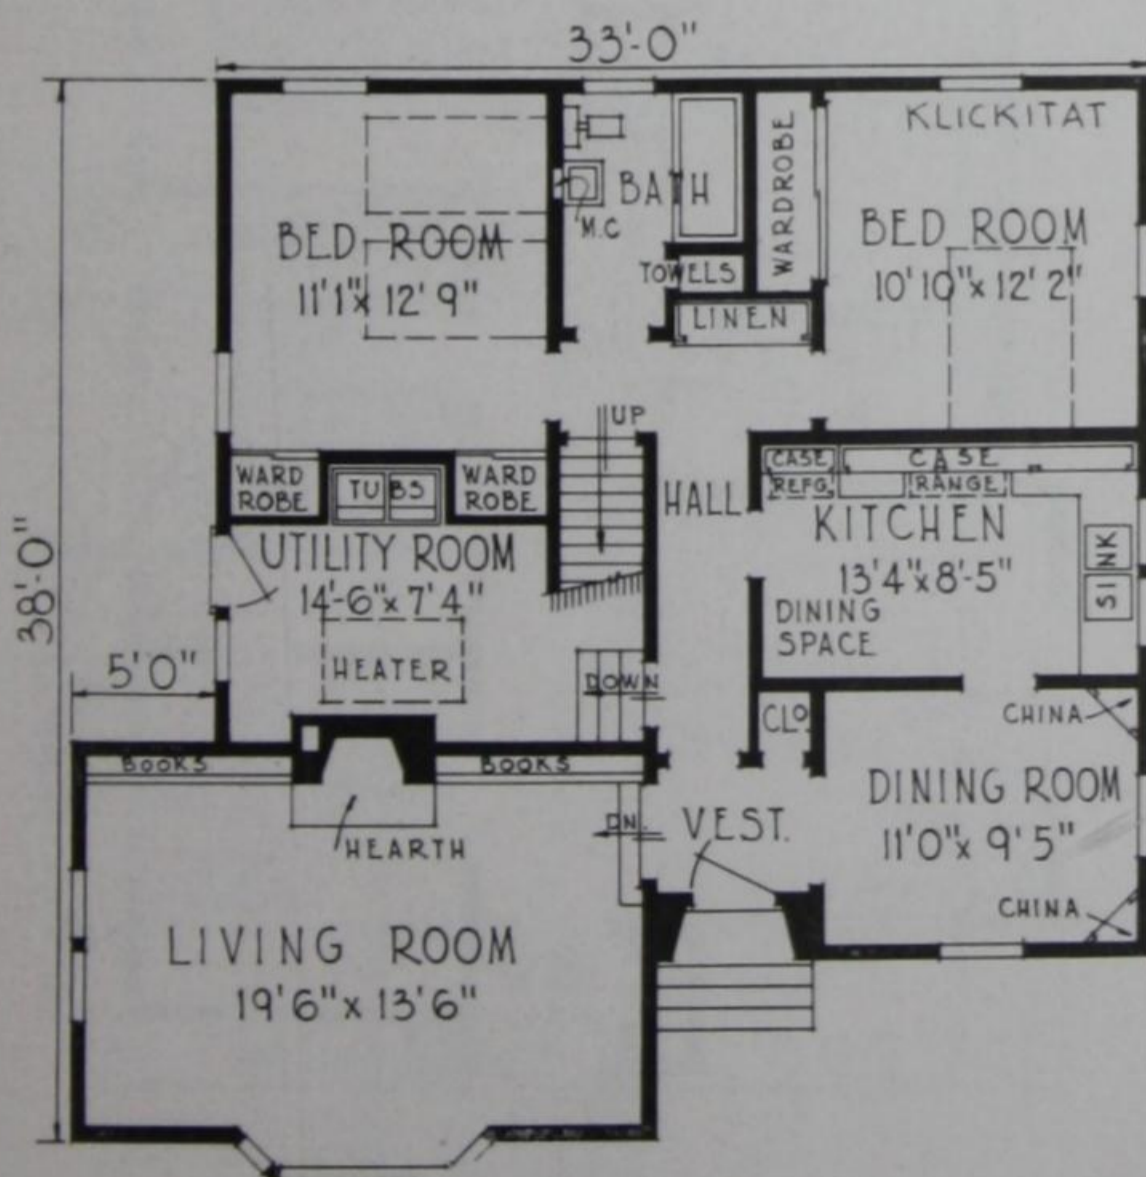 33'-0"
KLICKITAT
BED ROOM
11'1" x 12'9"
BATH
M.C
TOWELS
LINEN
WARDROBE
BED ROOM
10'10" x 12'2"
UP
WARD
ROBE
TUBS
WARD
ROBE
HALL
CASE
CASE
REFG.
RANGE
KITCHEN
13'4" x 8'-5"
SINK
DINING
SPACE
UTILITY ROOM
14'-6" x 7'4"
HEATER
38'-0"
5'0"
DOWN
CLO.
CHINA
BOOKS
BOOKS
HEARTH
DN.
VEST.
DINING ROOM
11'0" x 9'5"
CHINA
LIVING ROOM
19'6" x 13'6"